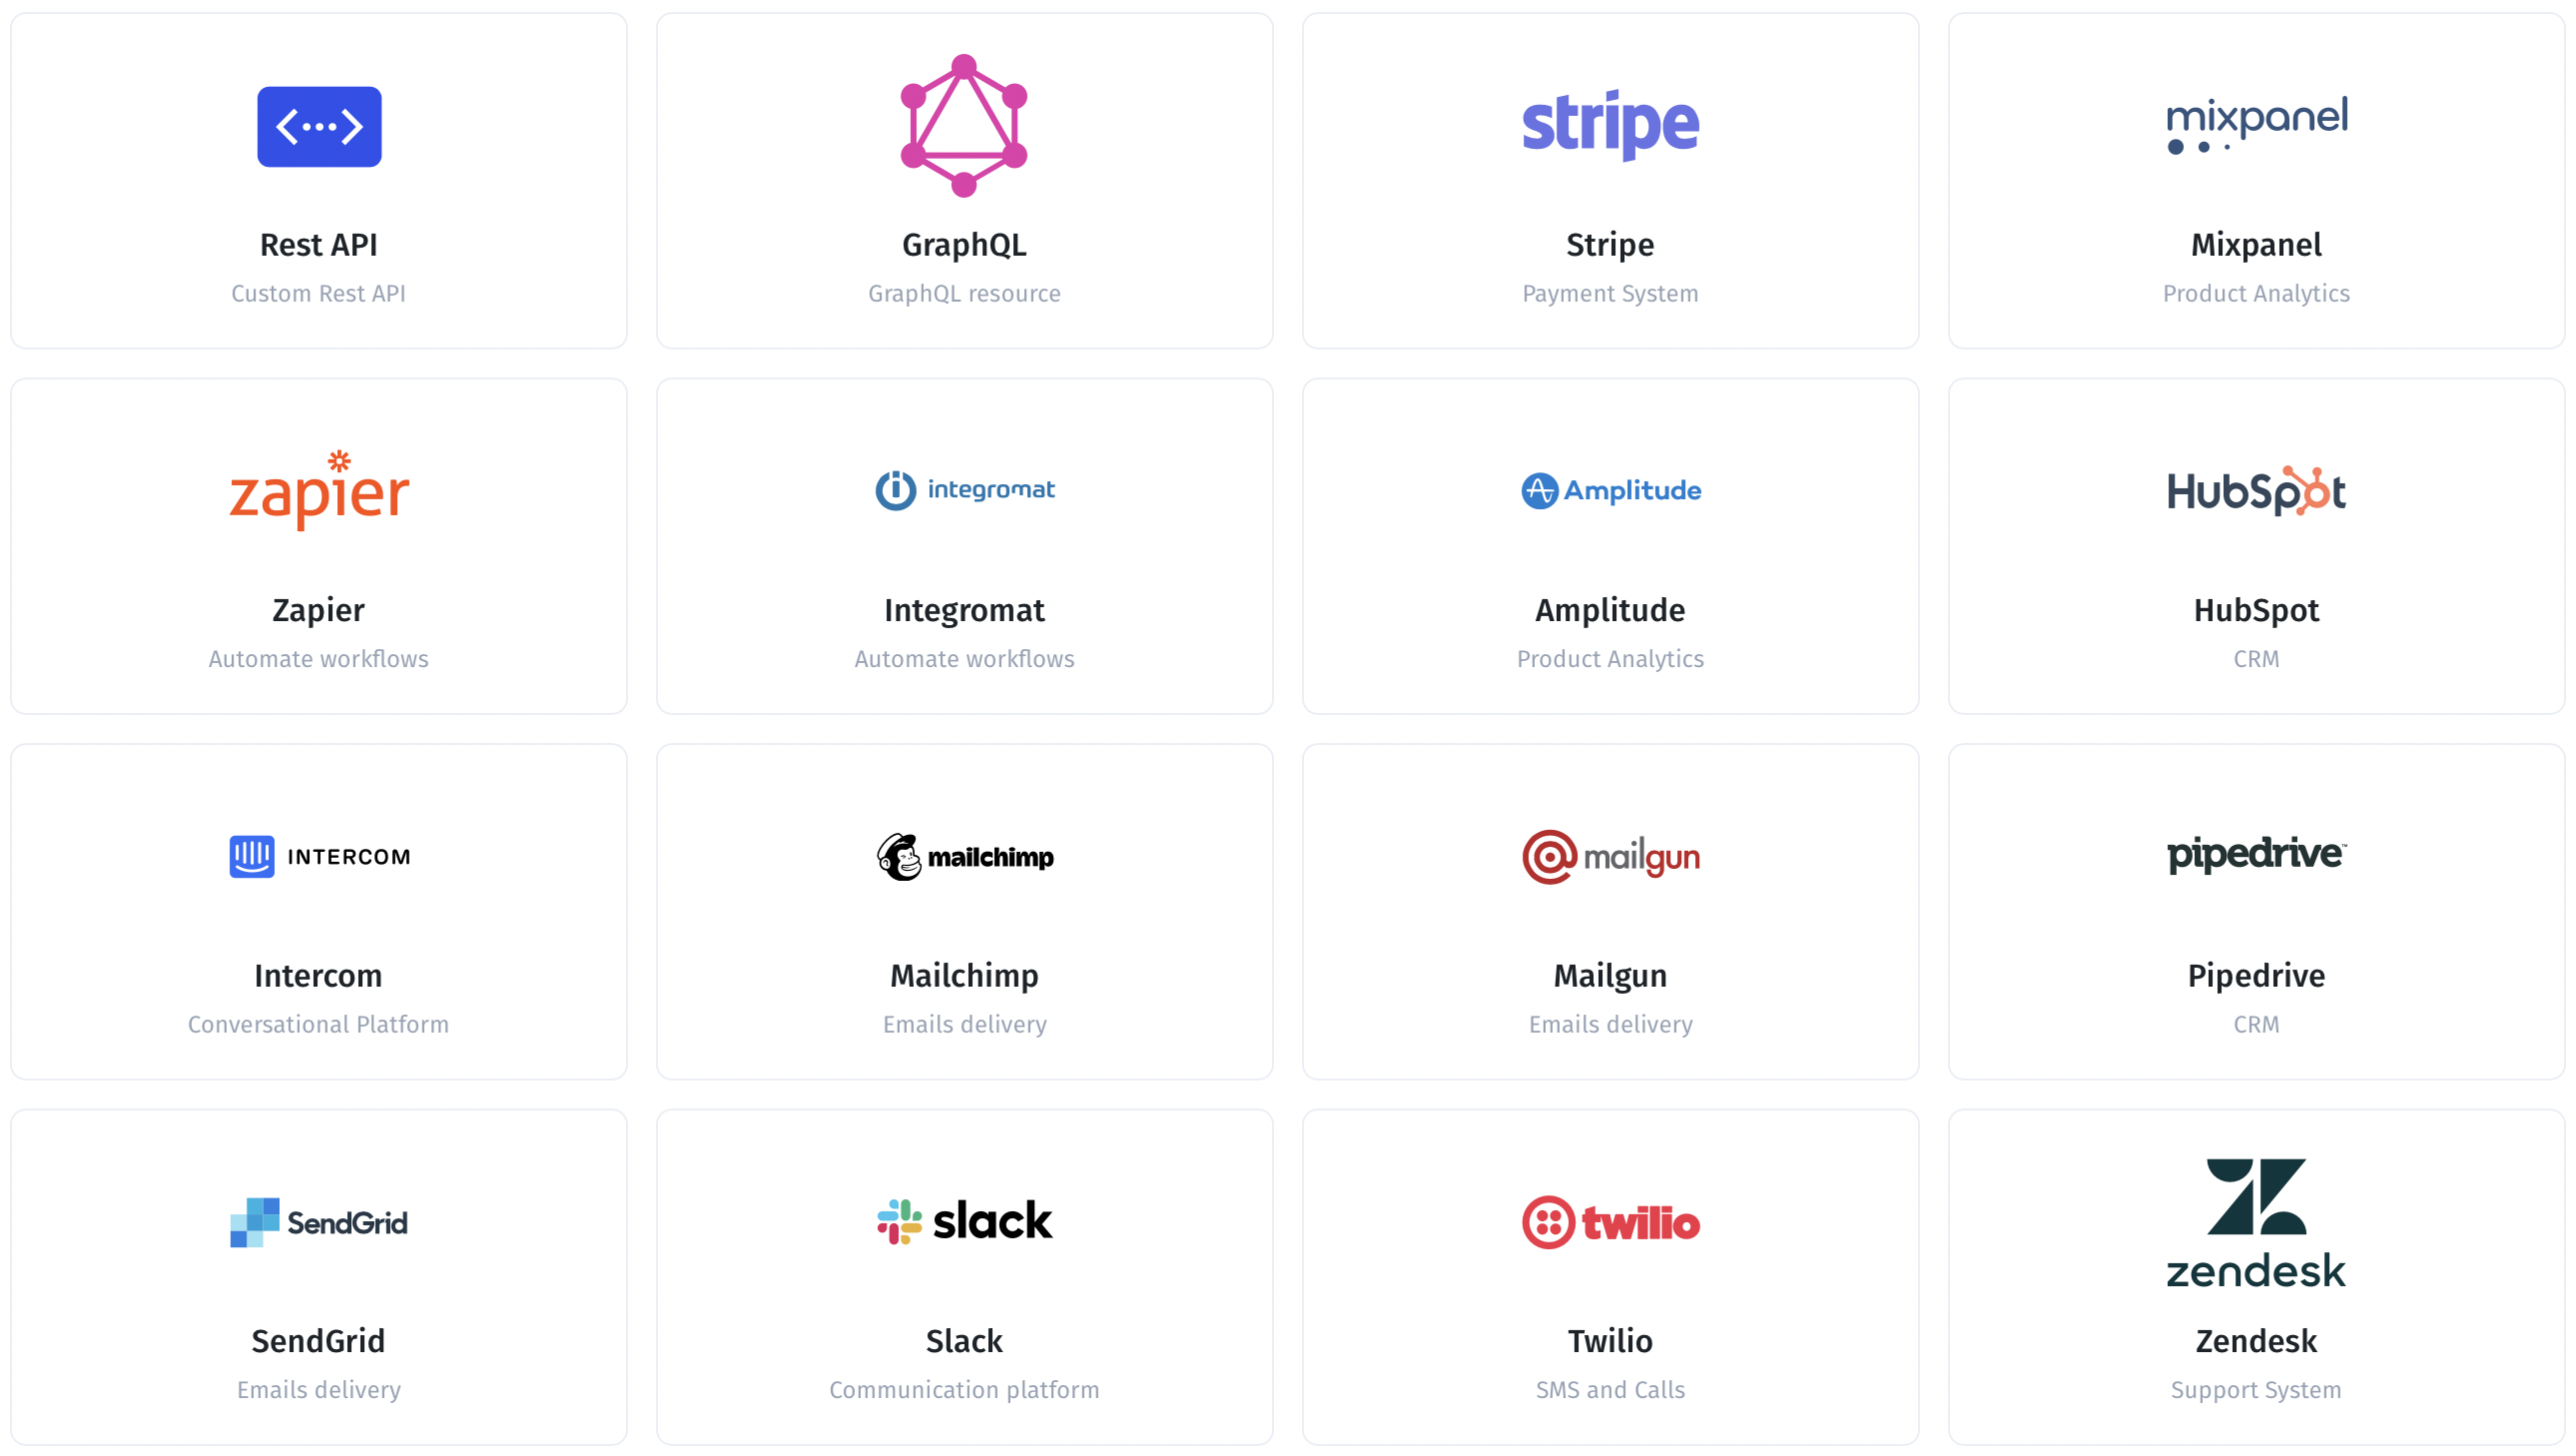 Rest API
Custom Rest API
GraphQL
GraphQL resource
stripe
Stripe
Payment System
mixpanel
Mixpanel
Product Analytics
zapier
Zapier
Automate workflows
integromat
Integromat
Automate workflows
Amplitude
Amplitude
Product Analytics
HubSpot
HubSpot
CRM
INTERCOM
Intercom
Conversational Platform
mailchimp
Mailchimp
Emails delivery
mailgun
Mailgun
Emails delivery
pipedrive™
Pipedrive
CRM
SendGrid
SendGrid
Emails delivery
slack
Slack
Communication platform
twilio
Twilio
SMS and Calls
zendesk
Zendesk
Support System